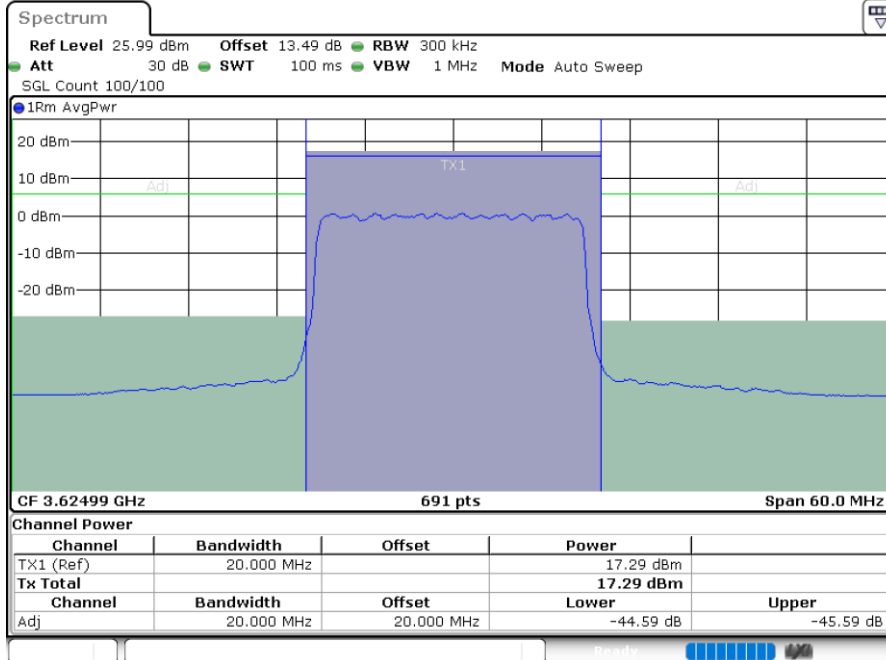 Spectrum
Ref Level 25.99 dBm Offset 13.49 dB RBW 300 kHz
Att 30 dB SWT 100 ms VBW 1 MHz Mode Auto Sweep
SGL Count 100/100
1Rm AvgPwr
20 dBm
TX1
10 dBm
Adj Adj
0 dBm
-10 dBm
-20 dBm
CF 3.62499 GHz 691 pts Span 60.0 MHz
Channel Power
Channel Bandwidth Offset Power
TX1 (Ref) 20.000 MHz 17.29 dBm
Tx Total 17.29 dBm
Channel Bandwidth Offset Lower Upper
Adj 20.000 MHz 20.000 MHz -44.59 dB -45.59 dB
Ready